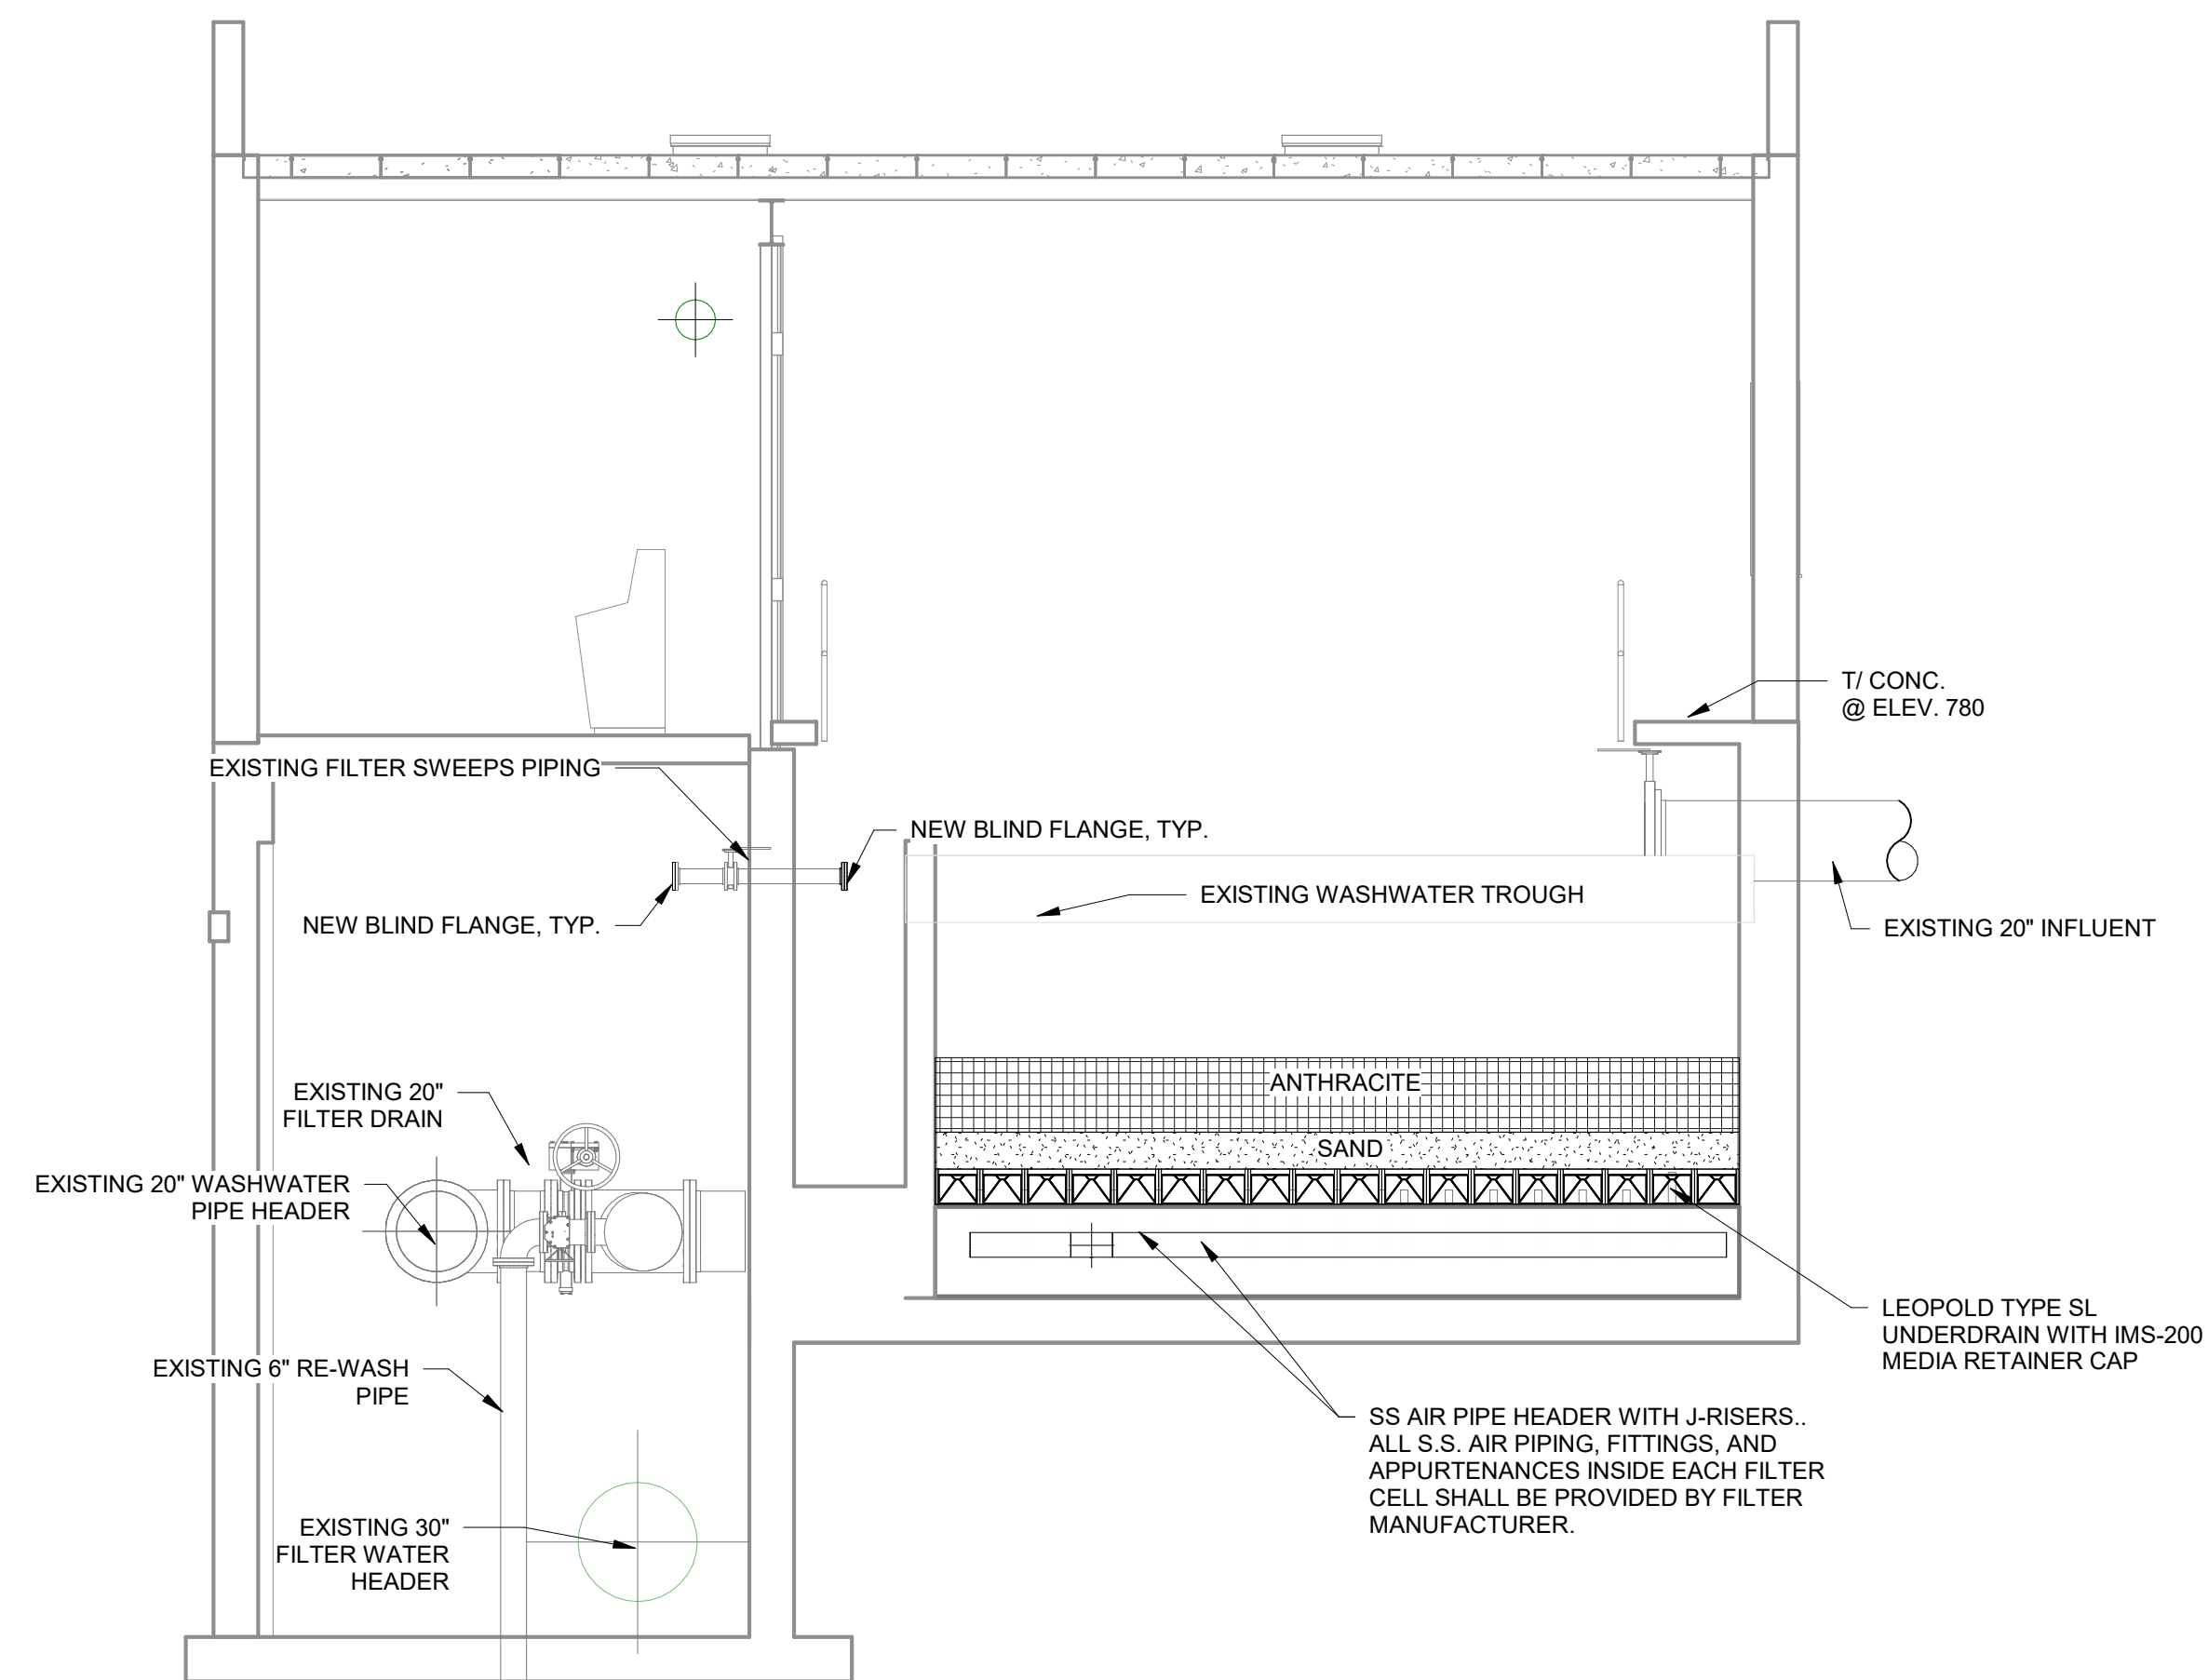 T/ CONC.
@ ELEV. 780
EXISTING FILTER SWEEPS PIPING
NEW BLIND FLANGE, TYP.
EXISTING WASHWATER TROUGH
NEW BLIND FLANGE, TYP.
EXISTING 20" INFLUENT
ANTHRACITE
EXISTING 20"
FILTER DRAIN
SAND
EXISTING 20" WASHWATER
PIPE HEADER
LEOPOLD TYPE SL
UNDERDRAIN WITH IMS-200
MEDIA RETAINER CAP
EXISTING 6" RE-WASH
PIPE
SS AIR PIPE HEADER WITH J-RISERS..
ALL S.S. AIR PIPING, FITTINGS, AND
APPURTENANCES INSIDE EACH FILTER
CELL SHALL BE PROVIDED BY FILTER
MANUFACTURER.
EXISTING 30"
FILTER WATER
HEADER